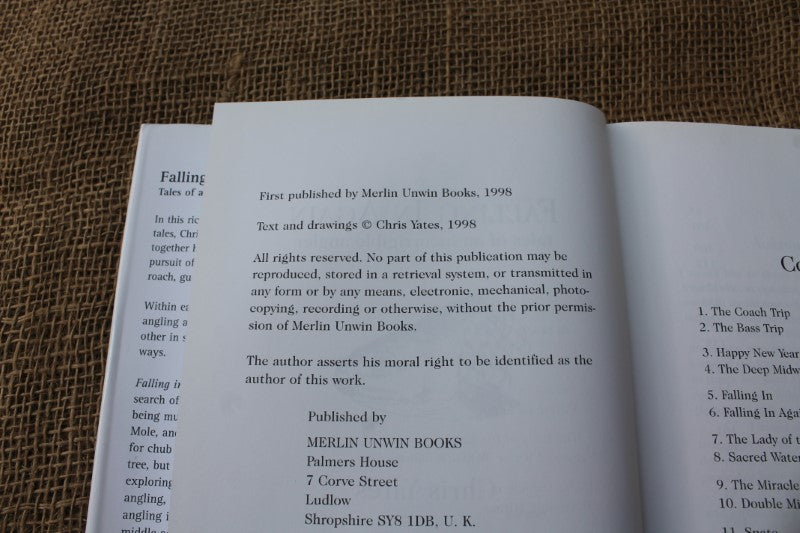 Falling
Tales of a
In this ric
tales, Chri
together h
pursuit of
roach, gu
Within ea
angling a
other in s
ways.
Falling in
search of
being mu
Mole, and
for chub
tree, but
exploring
angling,
angling i
First published by Merlin Unwin Books, 1998
Text and drawings © Chris Yates, 1998
All rights reserved. No part of this publication may be
reproduced, stored in a retrieval system, or transmitted in
any form or by any means, electronic, mechanical, photo-
copying, recording or otherwise, without the prior permis-
sion of Merlin Unwin Books.
The author asserts his moral right to be identified as the
author of this work.
Published by
MERLIN UNWIN BOOKS
Palmers House
7 Corve Street
Ludlow
Shropshire SY8 1DB, U. K.
Co
1. The Coach Trip
2. The Bass Trip
3. Happy New Year
4. The Deep Midw
5. Falling In
6. Falling In Agai
7. The Lady of t
8. Sacred Water
9. The Miracle
10. Double Mi